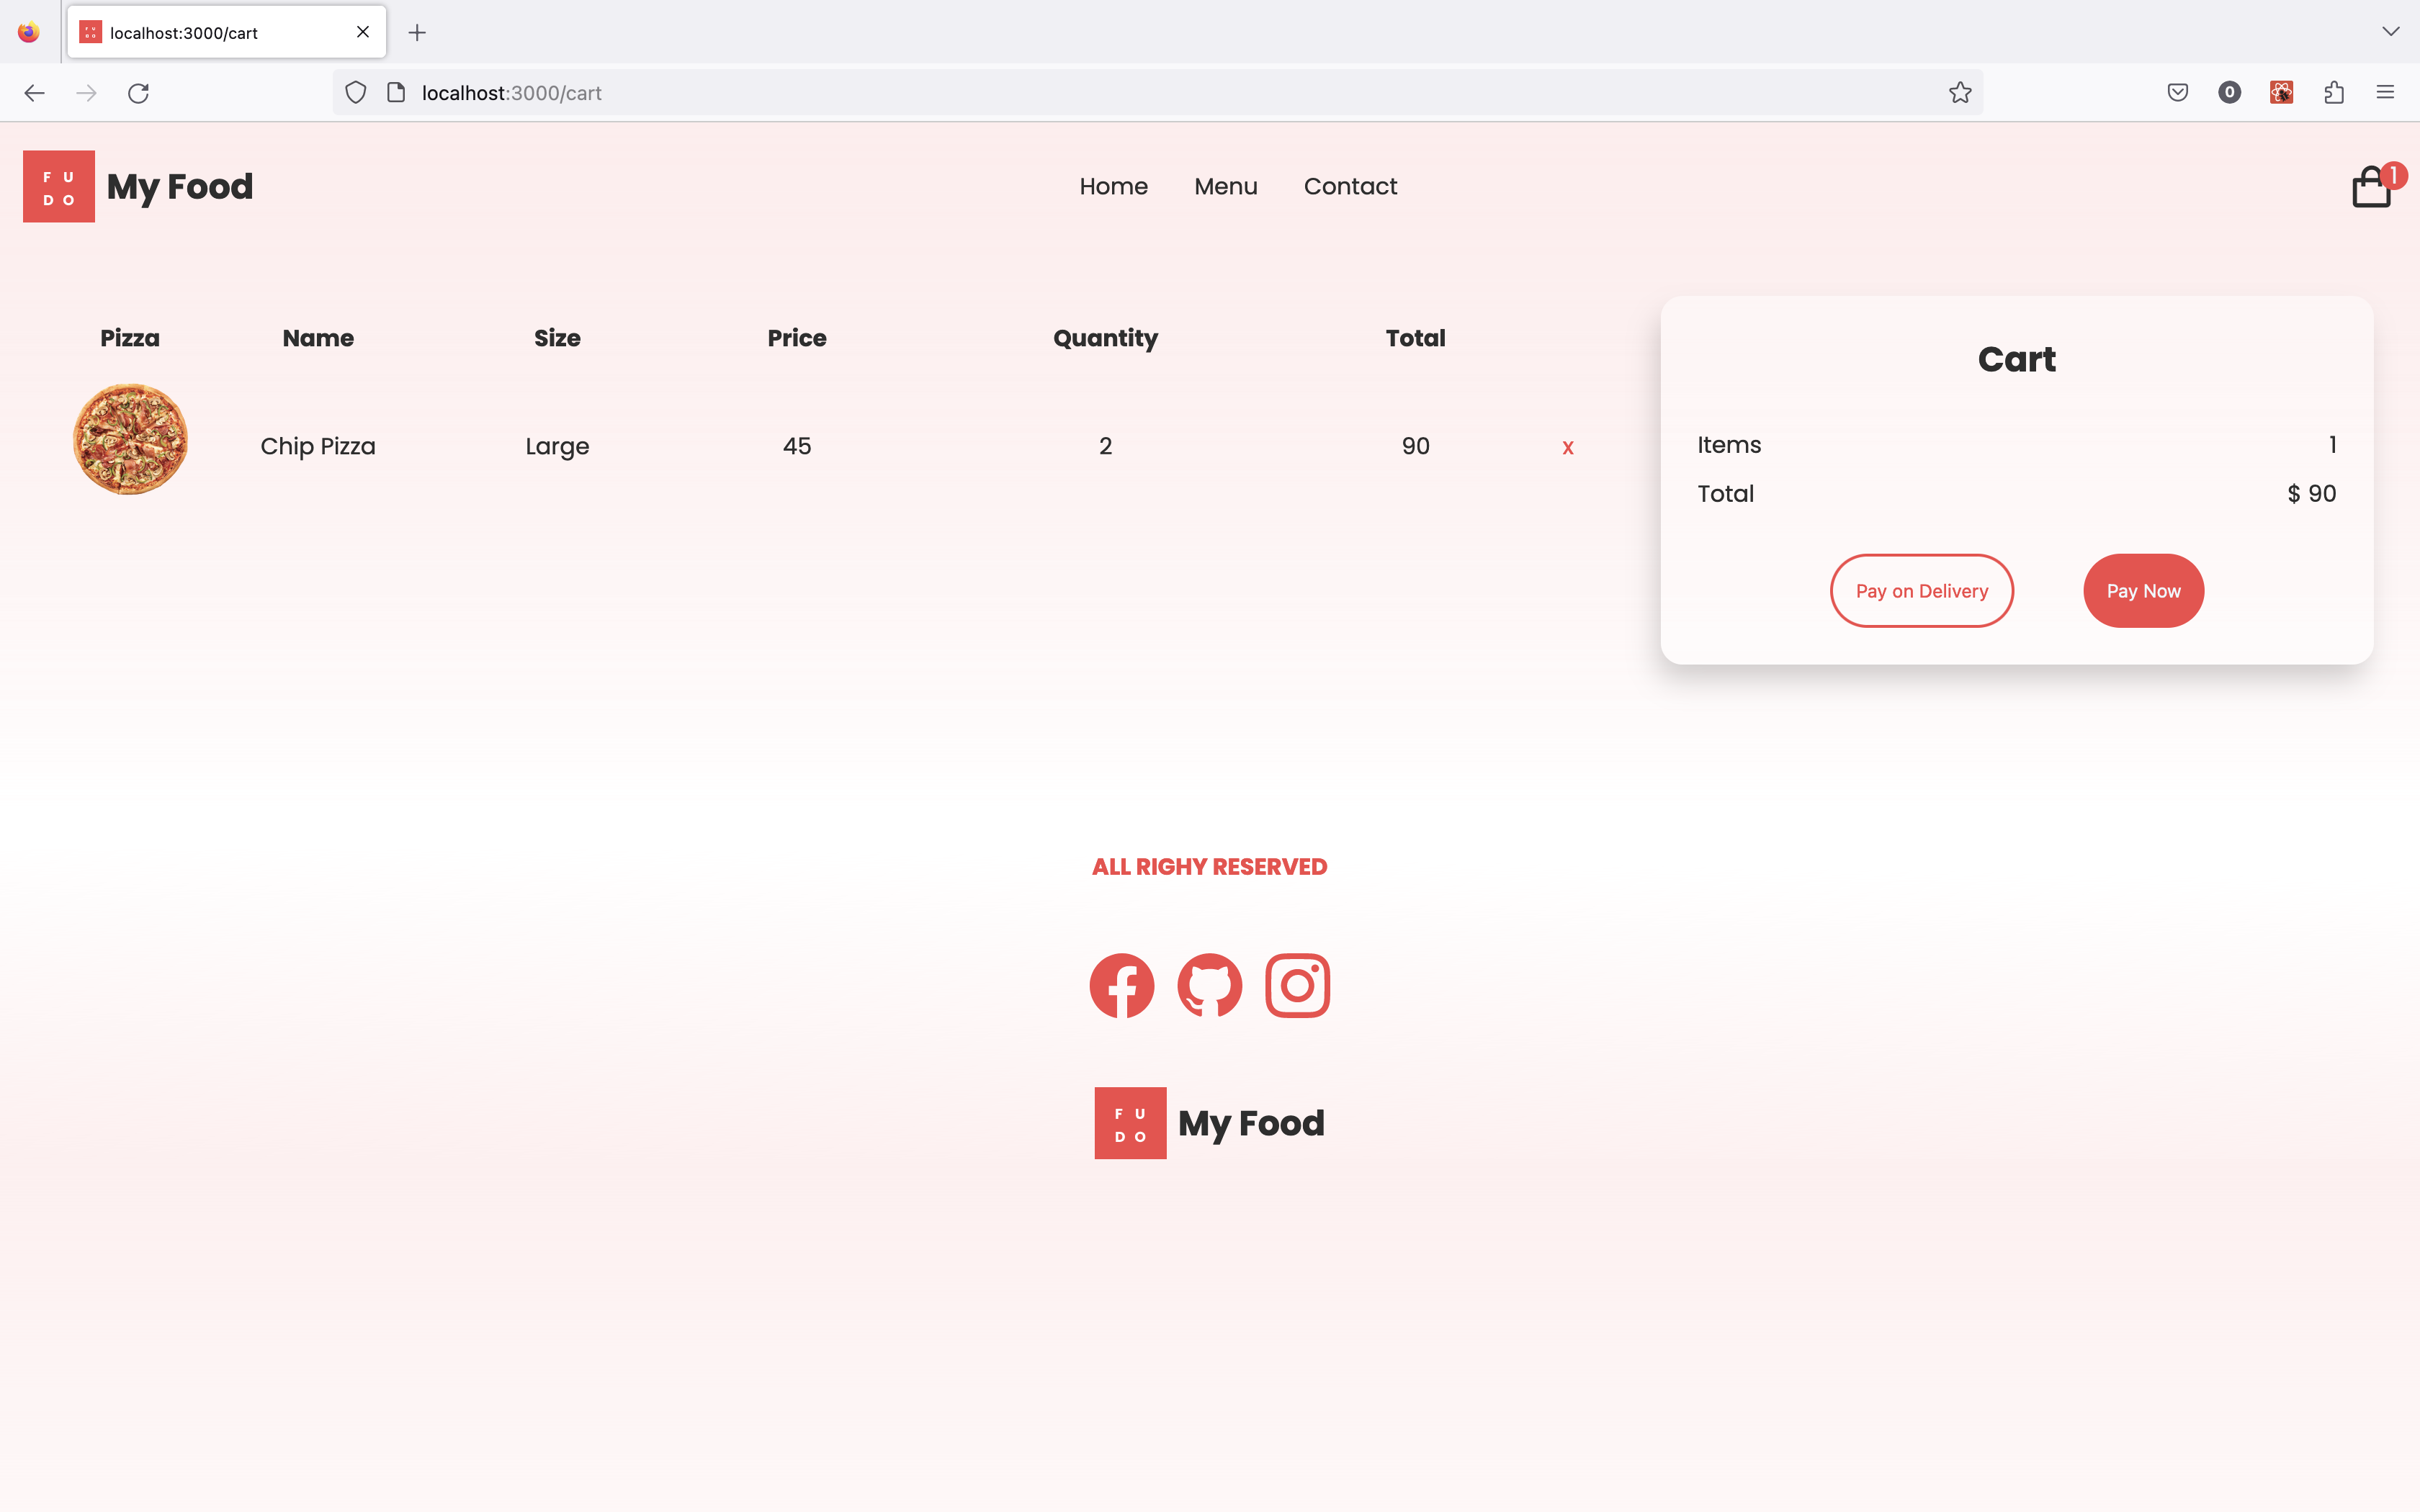 localhost:3000/cart
localhost:3000/cart
0
F U
D O
My Food
Home Menu Contact
1
Pizza Name Size Price Quantity Total
Chip Pizza Large 45 2 90 x
Cart
Items 1
Total $ 90
Pay on Delivery Pay Now
ALL RIGHY RESERVED
F U
D O
My Food